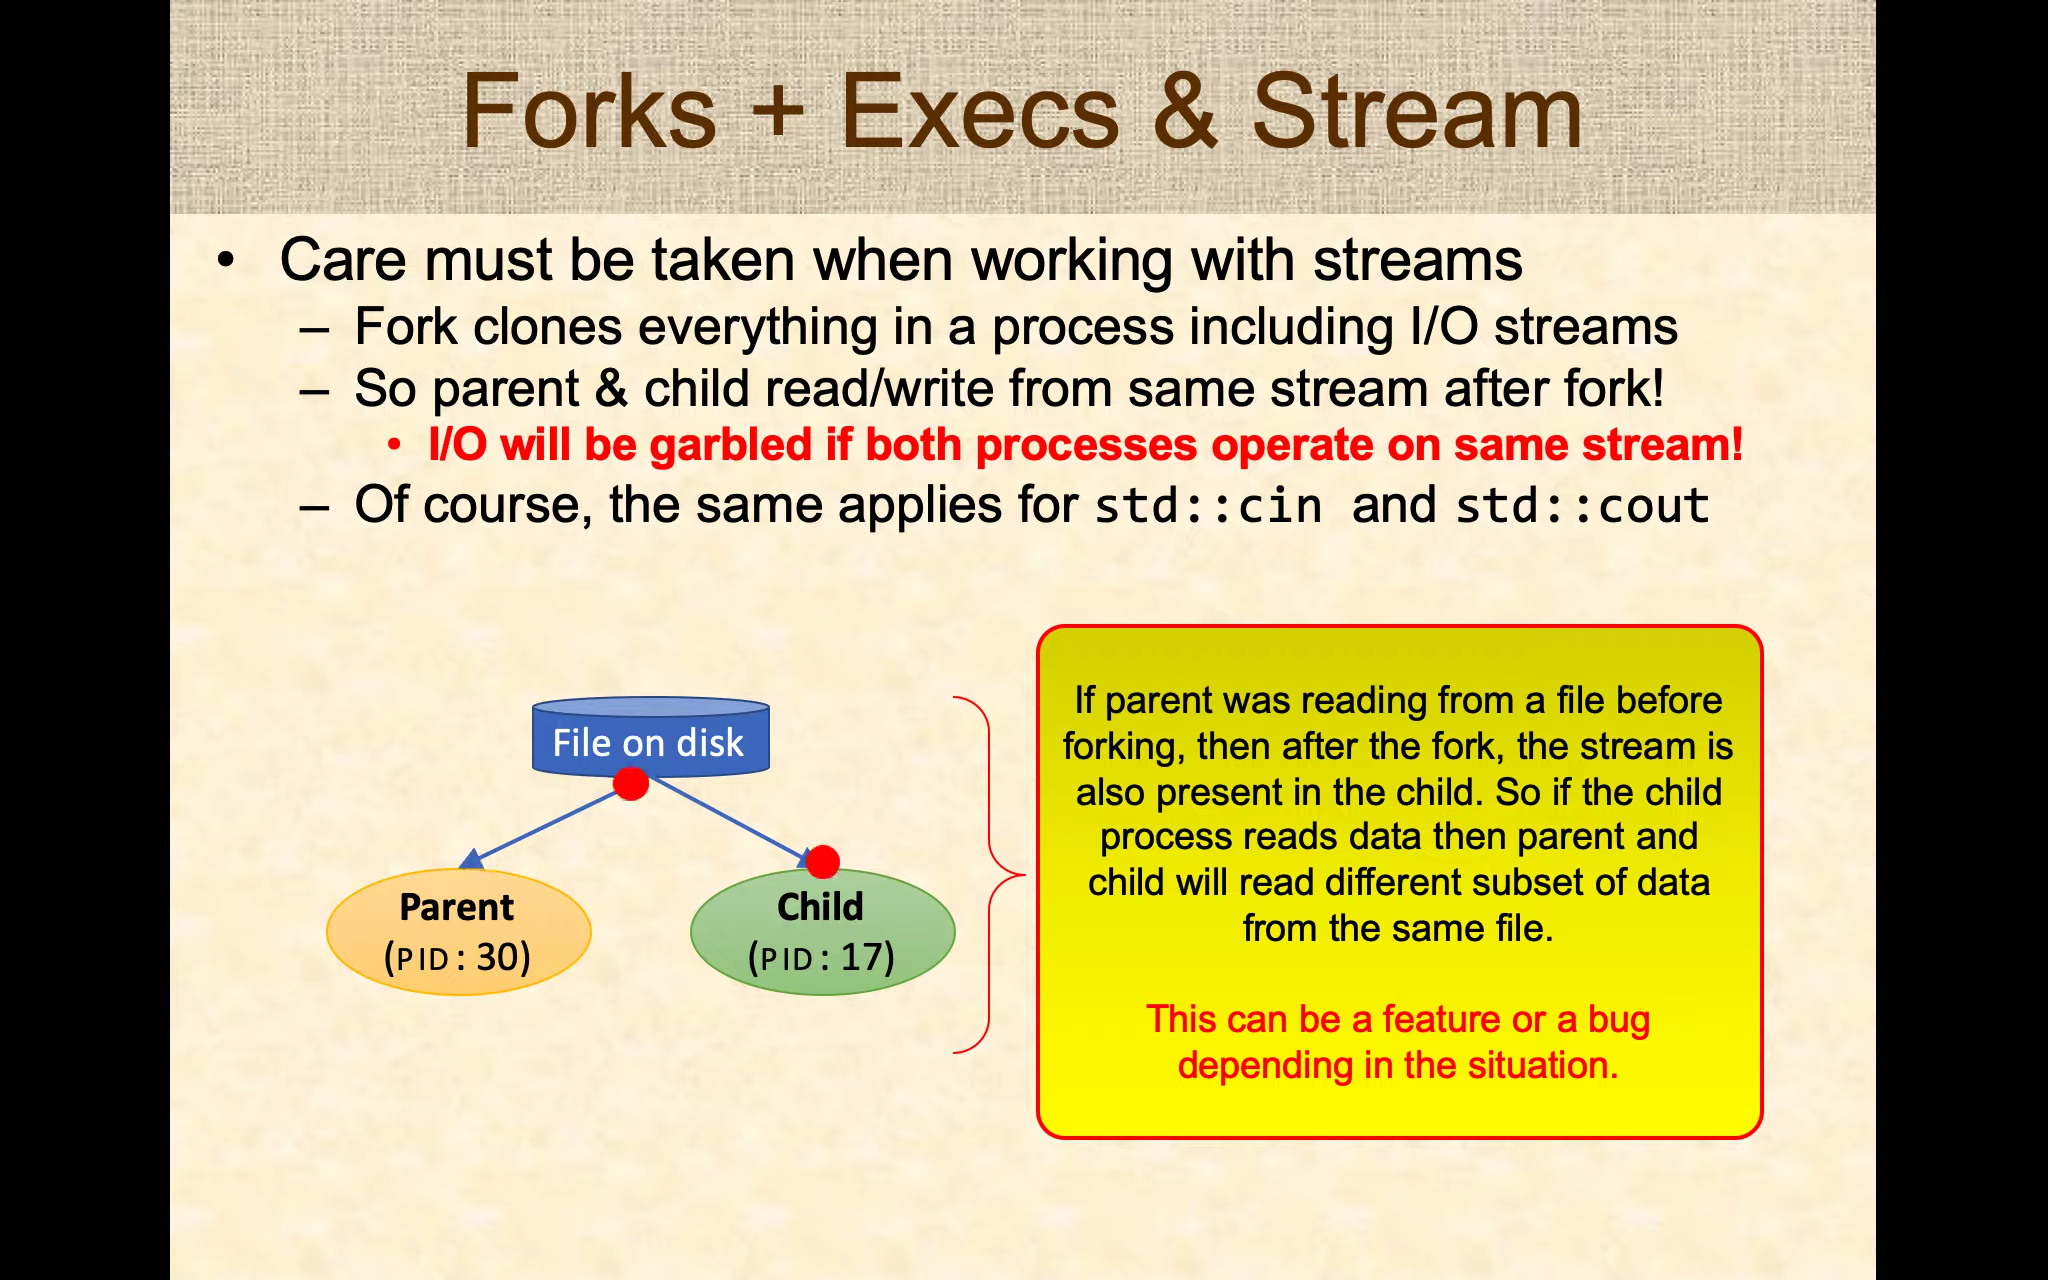 Forks + Execs & Stream
• Care must be taken when working with streams
– Fork clones everything in a process including I/O streams
– So parent & child read/write from same stream after fork!
• I/O will be garbled if both processes operate on same stream!
– Of course, the same applies for std::cin and std::cout
File on disk
Parent
(PID: 30)
Child
(PID: 17)
If parent was reading from a file before
forking, then after the fork, the stream is
also present in the child. So if the child
process reads data then parent and
child will read different subset of data
from the same file.
This can be a feature or a bug
depending in the situation.